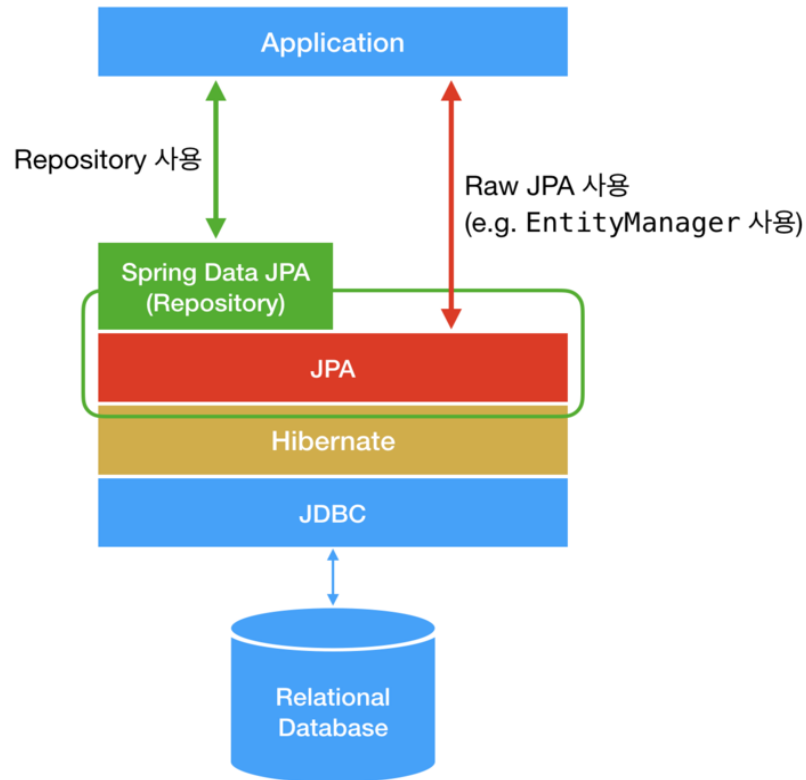 Application
Repository 사용
Raw JPA 사용
(e.g. EntityManager 사용)
Spring Data JPA
(Repository)
JPA
Hibernate
JDBC
Relational
Database